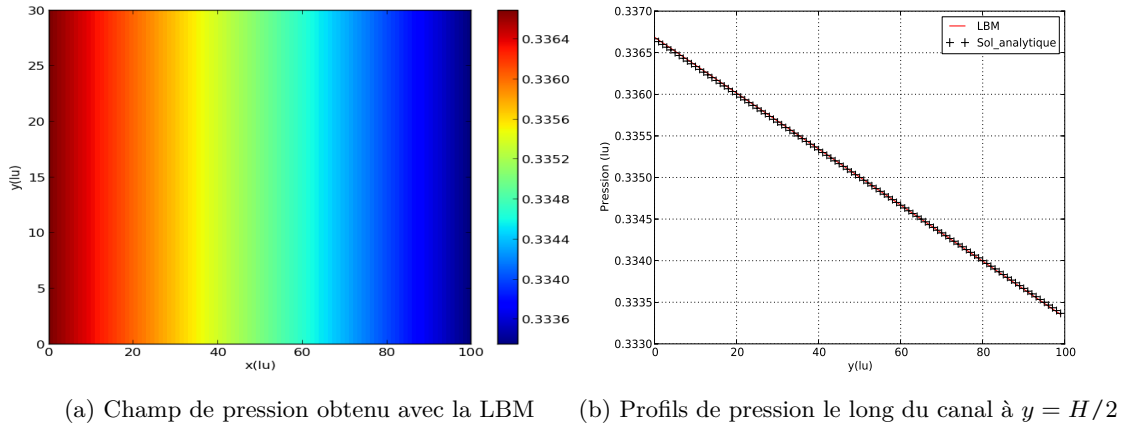 30
25
20
15
10
5
0
y(lu)
0 20 40 60 80 100
x(lu)
0.3364
0.3360
0.3356
0.3352
0.3348
0.3344
0.3340
0.3336
0.3370
0.3365
0.3360
0.3355
0.3350
0.3345
0.3340
0.3335
0.3330
Pression (lu)
LBM
Sol_analytique
0 20 40 60 80 100
y(lu)
(a) Champ de pression obtenu avec la LBM
(b) Profils de pression le long du canal à y = H/2